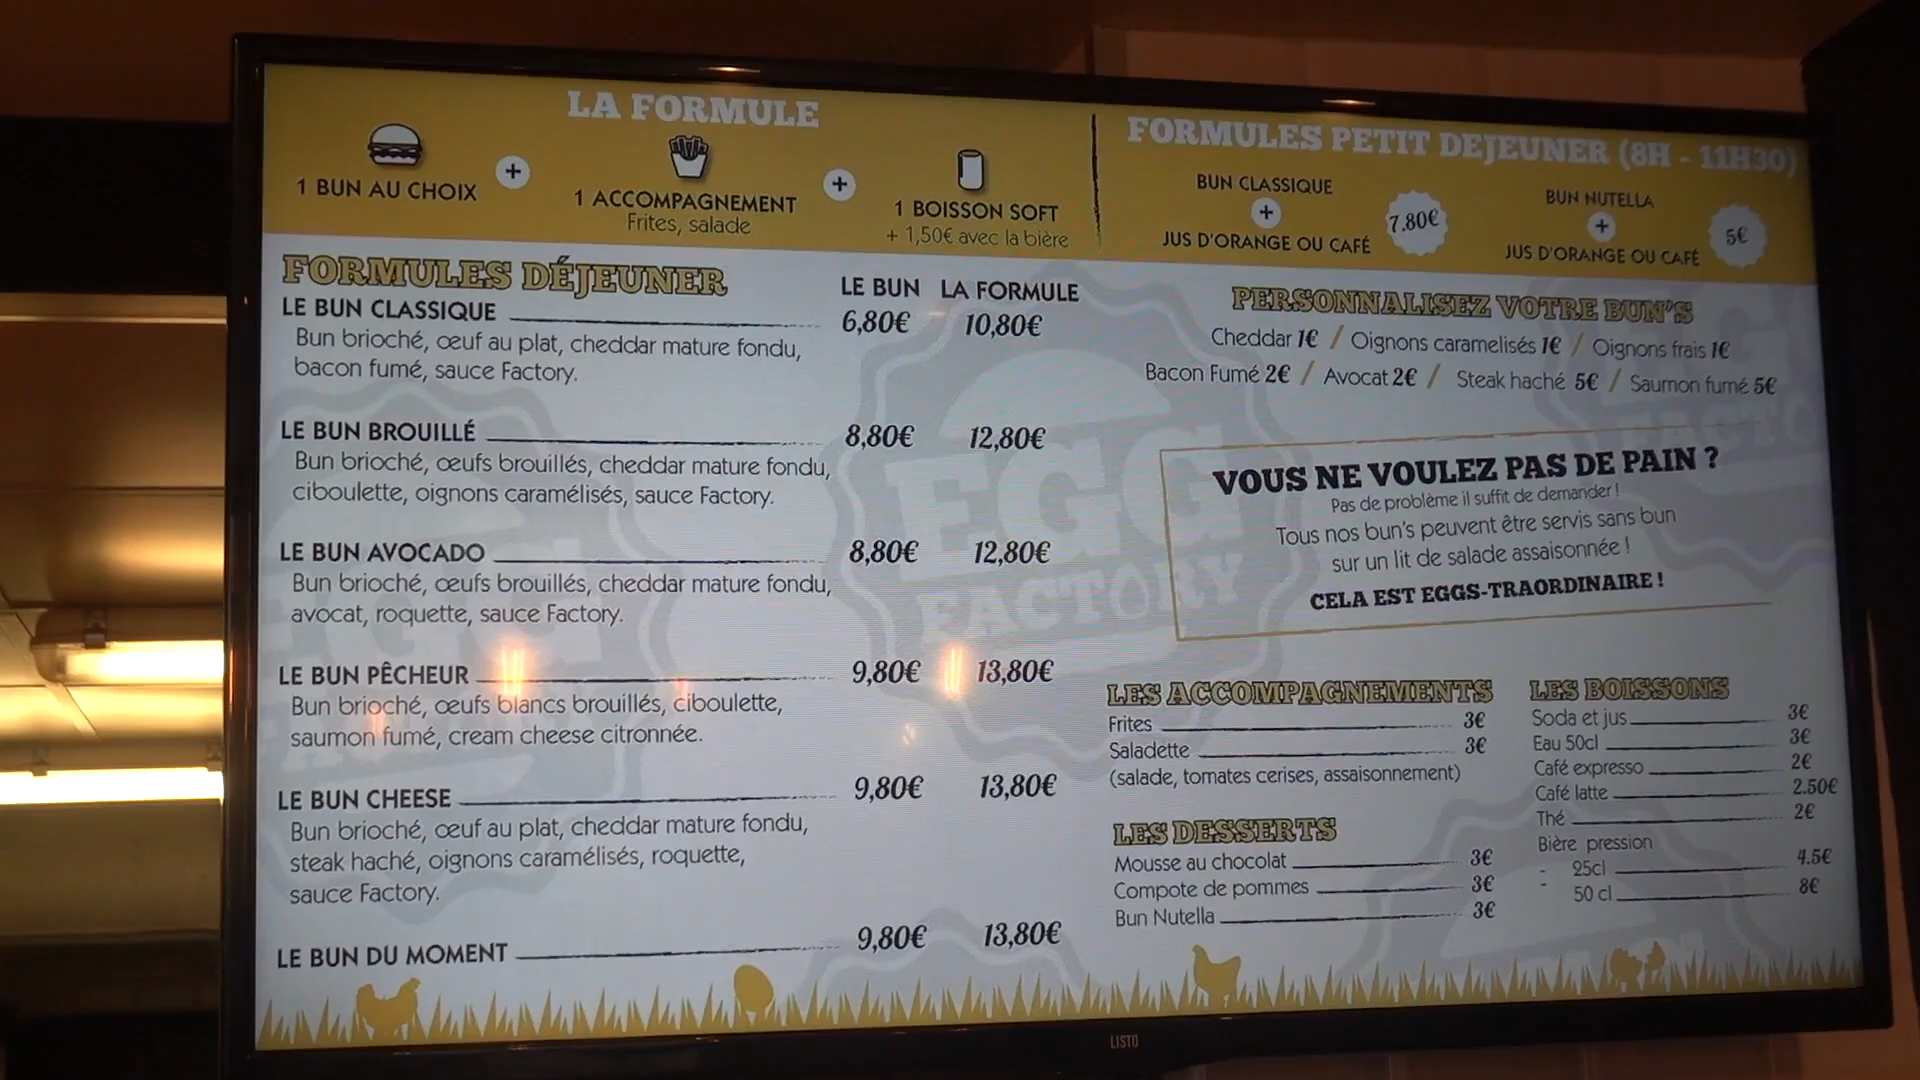 LA FORMULE
1 BUN AU CHOIX
+
1 ACCOMPAGNEMENT
Frites, salade
+
1 BOISSON SOFT
+ 1,50€ avec la bière
FORMULES PETIT DEJEUNER (8H - 11H30)
BUN CLASSIQUE
+
JUS D'ORANGE OU CAFÉ
7.80€
BUN NUTELLA
+
JUS D'ORANGE OU CAFÉ
5€
FORMULES DÉJEUNER
LE BUN LA FORMULE
LE BUN CLASSIQUE 6,80€ 10,80€
Bun brioché, œuf au plat, cheddar mature fondu,
bacon fumé, sauce Factory.
LE BUN BROUILLÉ 8,80€ 12,80€
Bun brioché, œufs brouillés, cheddar mature fondu,
ciboulette, oignons caramélisés, sauce Factory.
LE BUN AVOCADO 8,80€ 12,80€
Bun brioché, œufs brouillés, cheddar mature fondu,
avocat, roquette, sauce Factory.
LE BUN PÊCHEUR 9,80€ 13,80€
Bun brioché, œufs blancs brouillés, ciboulette,
saumon fumé, cream cheese citronnée.
LE BUN CHEESE 9,80€ 13,80€
Bun brioché, œuf au plat, cheddar mature fondu,
steak haché, oignons caramélisés, roquette,
sauce Factory.
LE BUN DU MOMENT 9,80€ 13,80€
EGG
FACTORY
PERSONNALISEZ VOTRE BUN'S
Cheddar 1€ / Oignons caramelisés 1€ / Oignons frais 1€
Bacon Fumé 2€ / Avocat 2€ / Steak haché 5€ / Saumon fumé 5€
VOUS NE VOULEZ PAS DE PAIN ?
Pas de problème il suffit de demander !
Tous nos bun's peuvent être servis sans bun
sur un lit de salade assaisonnée !
CELA EST EGGS-TRAORDINAIRE !
LES ACCOMPAGNEMENTS
Frites 3€
Saladette 3€
(salade, tomates cerises, assaisonnement)
LES DESSERTS
Mousse au chocolat 3€
Compote de pommes 3€
Bun Nutella 3€
LES BOISSONS
Soda et jus 3€
Eau 50cl 3€
Café expresso 2€
Café latte 2.50€
Thé 2€
Bière pression
- 25cl 4.5€
- 50 cl 8€
LISTO